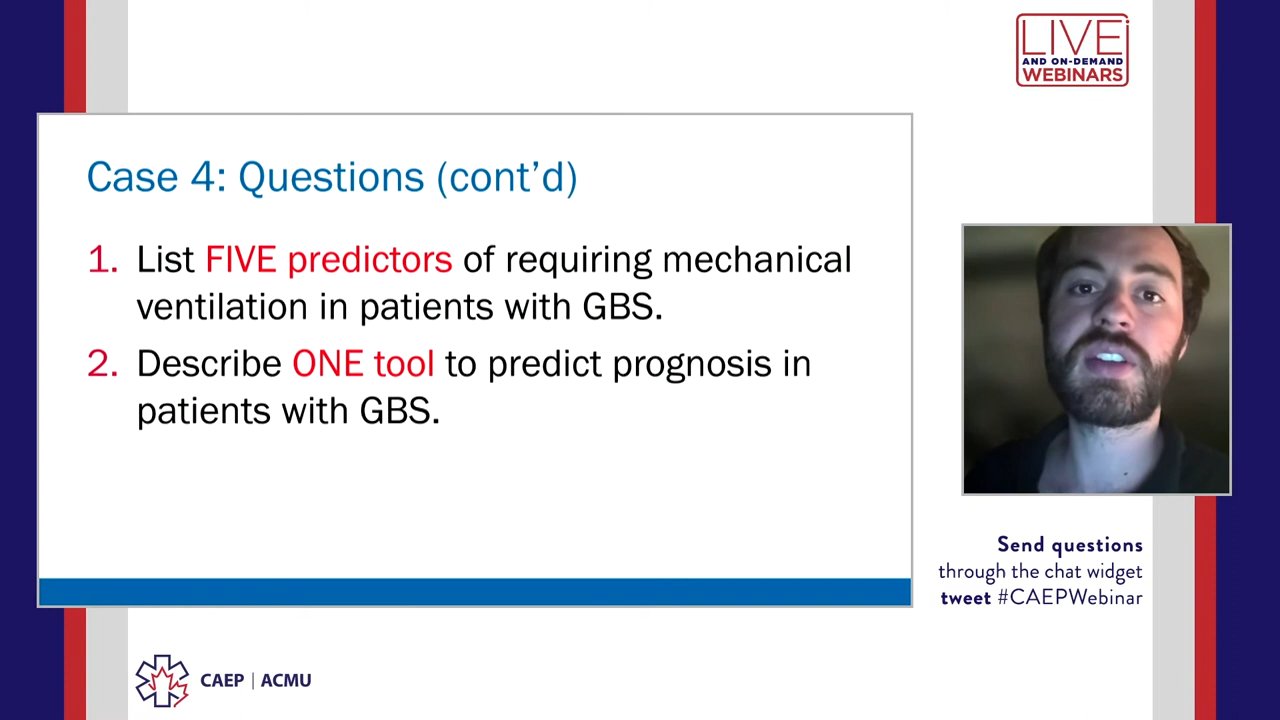 LIVE
AND ON-DEMAND
WEBINARS
Case 4: Questions (cont’d)
1. List FIVE predictors of requiring mechanical
ventilation in patients with GBS.
2. Describe ONE tool to predict prognosis in
patients with GBS.
Send questions
through the chat widget
tweet #CAEPWebinar
CAEP | ACMU